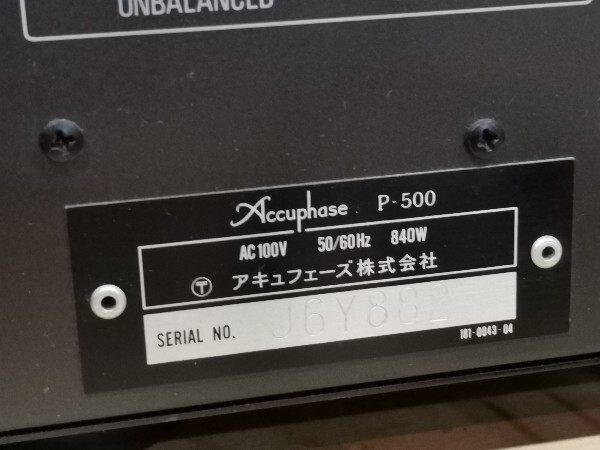 UNBALANCED
Accuphase P-500
AC100V 50/60Hz 840W
〒 アキュフェーズ株式会社
SERIAL NO. J6Y882
181-0043-04